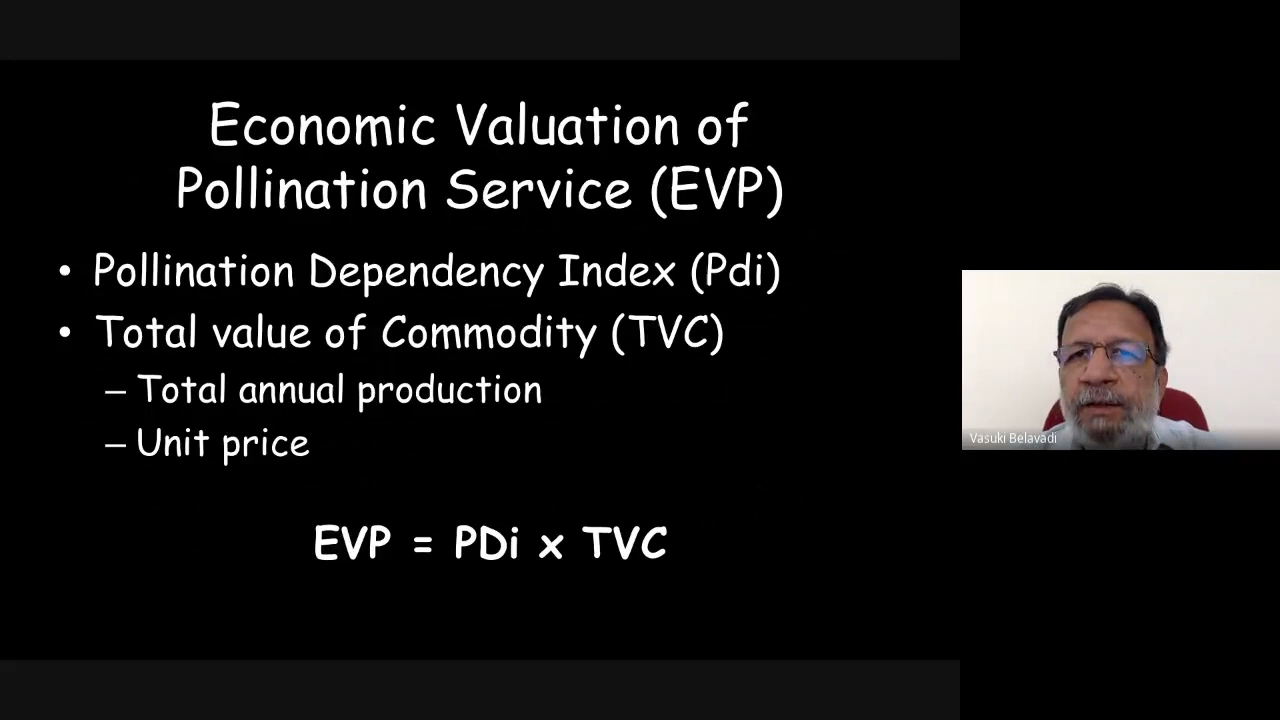 Economic Valuation of
Pollination Service (EVP)
• Pollination Dependency Index (Pdi)
• Total value of Commodity (TVC)
– Total annual production
– Unit price
EVP = PDi x TVC
Vasuki Belavadi